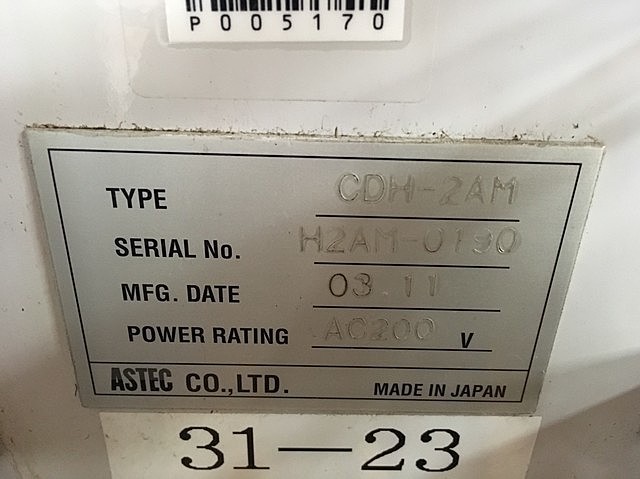 P005170
TYPE CDH-2AM
SERIAL No. H2AM-0190
MFG. DATE 03.11
POWER RATING AC200 V
ASTEC CO.,LTD. MADE IN JAPAN
31-23